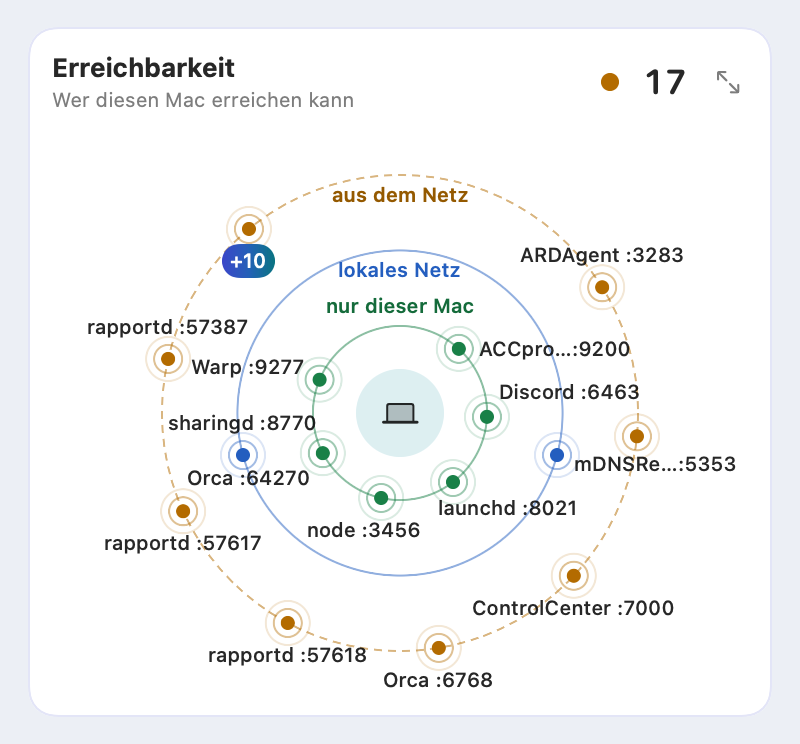 Erreichbarkeit
17
Wer diesen Mac erreichen kann
aus dem Netz
ARDAgent :3283
+10
lokales Netz
nur dieser Mac
rapportd :57387
ACCpro...:9200
Warp :9277
Discord :6463
sharingd :8770
mDNSRe...:5353
Orca :64270
launchd :8021
node :3456
rapportd :57617
ControlCenter :7000
rapportd :57618
Orca :6768